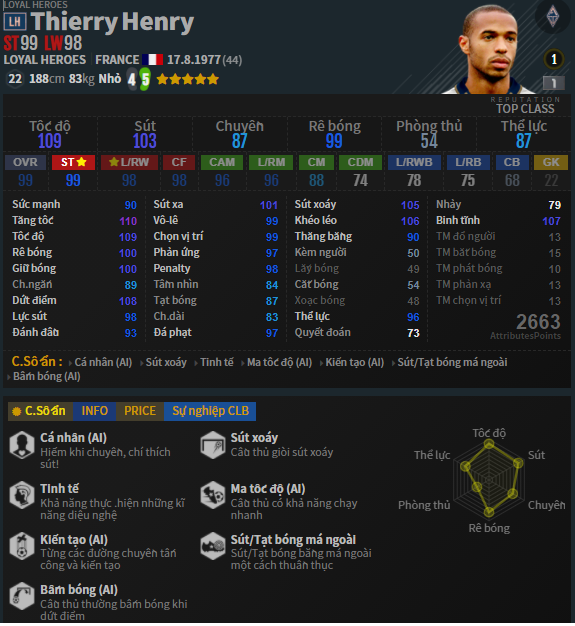 LOYAL HEROES
LH Thierry Henry
ST99 LW98
LOYAL HEROES FRANCE 17.8.1977(44)
22 188cm 83kg Nhỏ 4 5
1
1
REPUTATION
TOP CLASS
Tốc độ Sút Chuyền Rê bóng Phòng thủ Thể lực
109 103 87 99 54 87
OVR ST L/RW CF CAM L/RM CM CDM L/RWB L/RB CB GK
99 99 98 98 96 96 88 74 78 75 68 22
Sức mạnh 90 Sút xa 101 Sút xoáy 105 Nhảy 79
Tăng tốc 110 Vô-lê 99 Khéo léo 106 Bình tĩnh 107
Tốc độ 109 Chọn vị trí 99 Thăng bằng 90 TM đổ người 13
Rê bóng 100 Phản ứng 97 Kèm người 50 TM bắt bóng 15
Giữ bóng 100 Penalty 98 Lấy bóng 49 TM phát bóng 10
Ch.ngắn 89 Tầm nhìn 84 Cắt bóng 54 TM phản xạ 13
Dứt điểm 108 Tạt bóng 87 Xoạc bóng 48 TM chọn vị trí 13
Lực sút 98 Ch.dài 83 Thể lực 96
Đánh đầu 93 Đá phạt 97 Quyết đoán 73
2663
AttributesPoints
C.Số ẩn : Cá nhân (AI) Sút xoáy Tinh tế Ma tốc độ (AI) Kiến tạo (AI) Sút/Tạt bóng má ngoài
Bấm bóng (AI)
C.Số ẩn INFO PRICE Sự nghiệp CLB
Cá nhân (AI)
Hiếm khi chuyền, chỉ thích
sút!
Sút xoáy
Cầu thủ giỏi sút xoáy
Tinh tế
Khả năng thực .hiện những kĩ
năng diệu nghệ
Ma tốc độ (AI)
Cầu thủ có khả năng chạy
nhanh
Kiến tạo (AI)
Từng các đường chuyền tấn
công và kiến tạo
Sút/Tạt bóng má ngoài
Sút/Tạt bóng bằng má ngoài
một cách thuần thục
Bấm bóng (AI)
Cầu thủ thường bấm bóng khi
dứt điểm
Tốc độ
Thể lực Sút
Phòng thủ Chuyền
Rê bóng